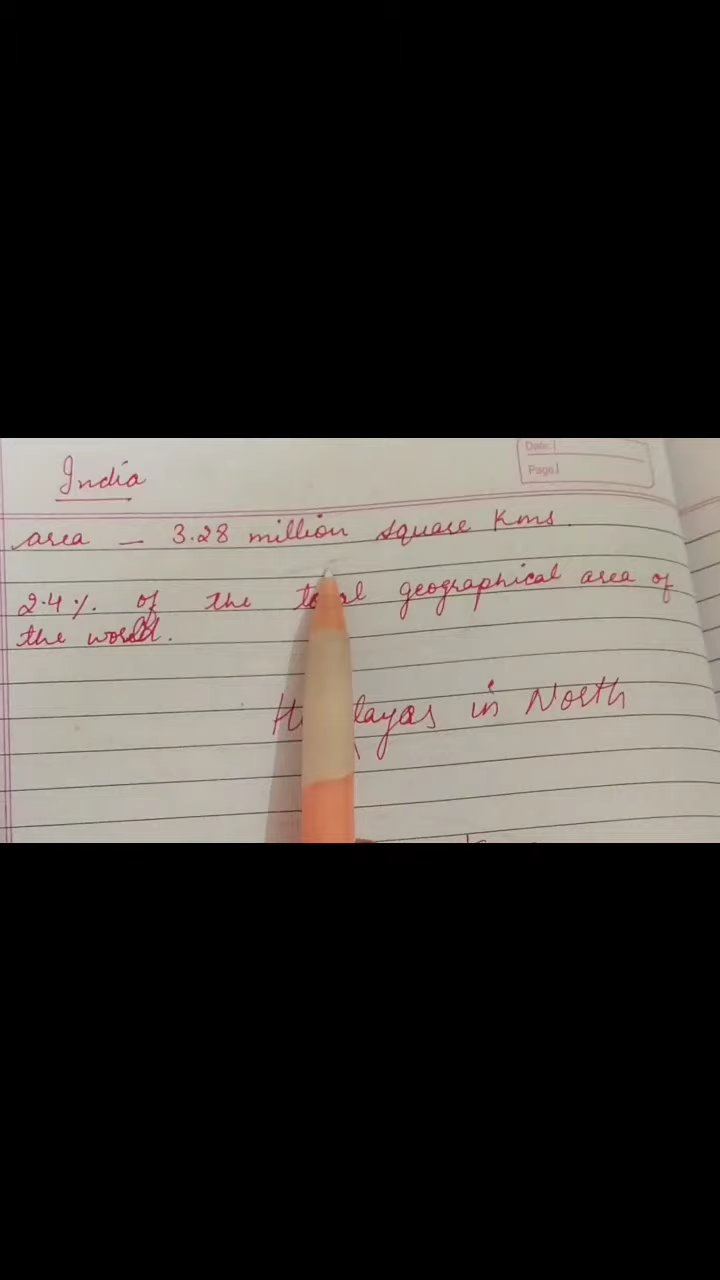 Date:
Page
India
area - 3.28 million square Kms.
2.4% of the geographical area of
the world.
in North